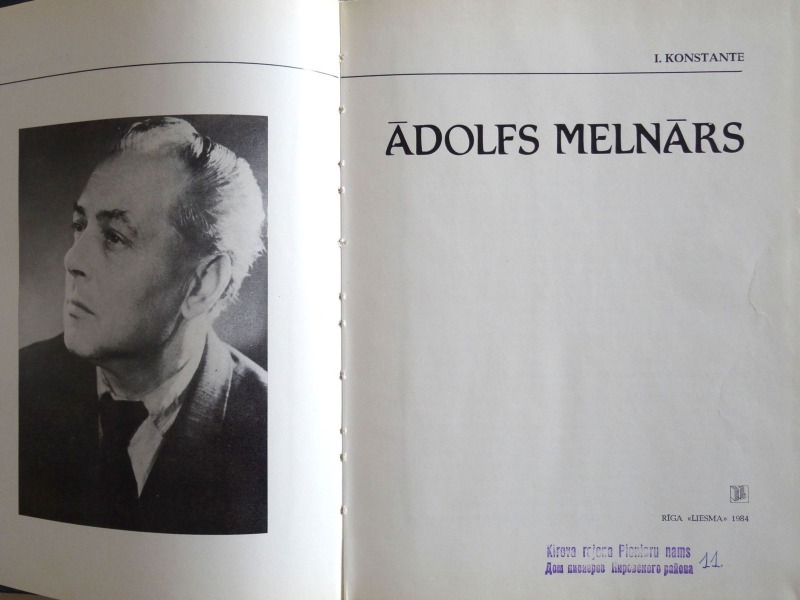 I. KONSTANTE
ĀDOLFS MELNĀRS
RĪGA «LIESMA» 1984
Kirova rajona Pionieru nams
Дом пионеров Кировского района
11.